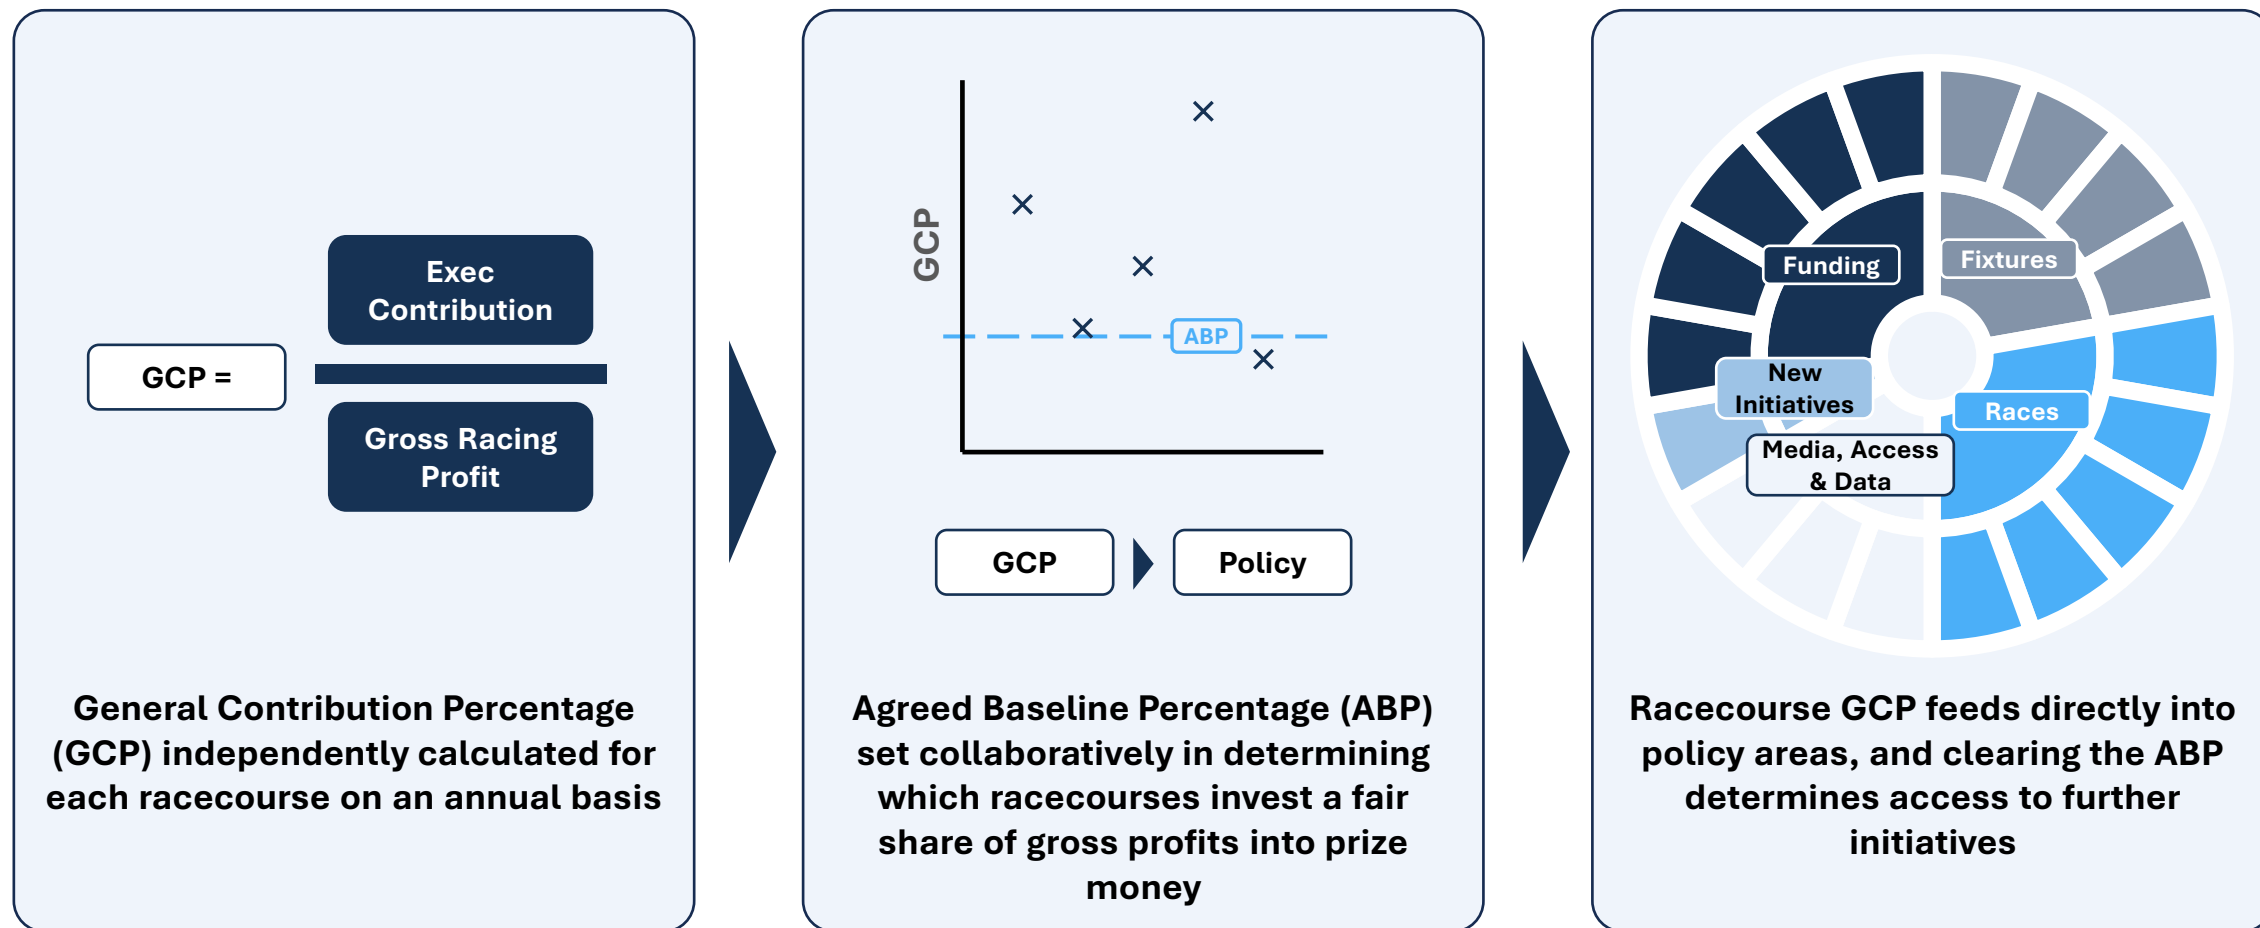 GCP =
Exec
Contribution
Gross Racing
Profit
General Contribution Percentage
(GCP) independently calculated for
each racecourse on an annual basis
GCP
ABP
GCP
Policy
Agreed Baseline Percentage (ABP)
set collaboratively in determining
which racecourses invest a fair
share of gross profits into prize
money
Funding
Fixtures
New
Initiatives
Races
Media, Access
& Data
Racecourse GCP feeds directly into
policy areas, and clearing the ABP
determines access to further
initiatives